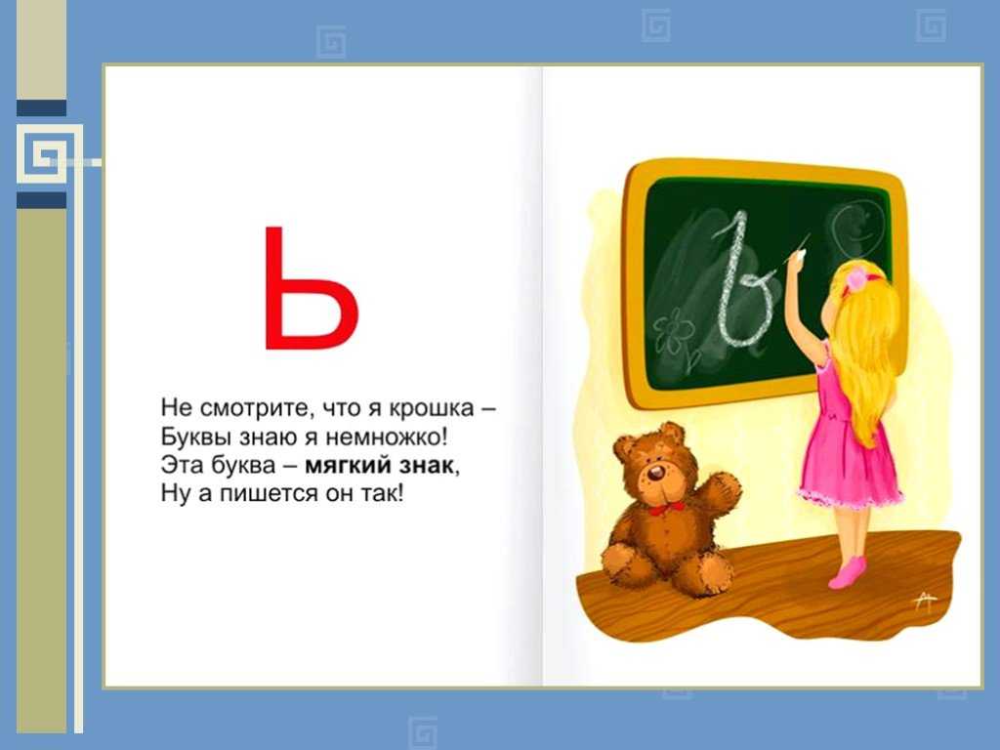 Ь
Не смотрите, что я крошка –
Буквы знаю я немножко!
Эта буква – мягкий знак,
Ну а пишется он так!
ь